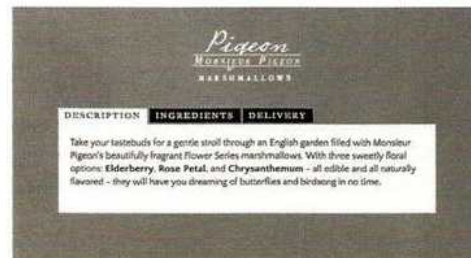 Pigeon
MONSIEUR PIGEON
MARSHMALLOWS
DESCRIPTION INGREDIENTS DELIVERY
Take your tastebuds for a gentle stroll through an English garden filled with Monsieur
Pigeon's beautifully fragrant Flower Series marshmallows. With three sweetly floral
options: Elderberry, Rose Petal, and Chrysanthemum – all edible and all naturally
flavored – they will have you dreaming of butterflies and birdsong in no time.